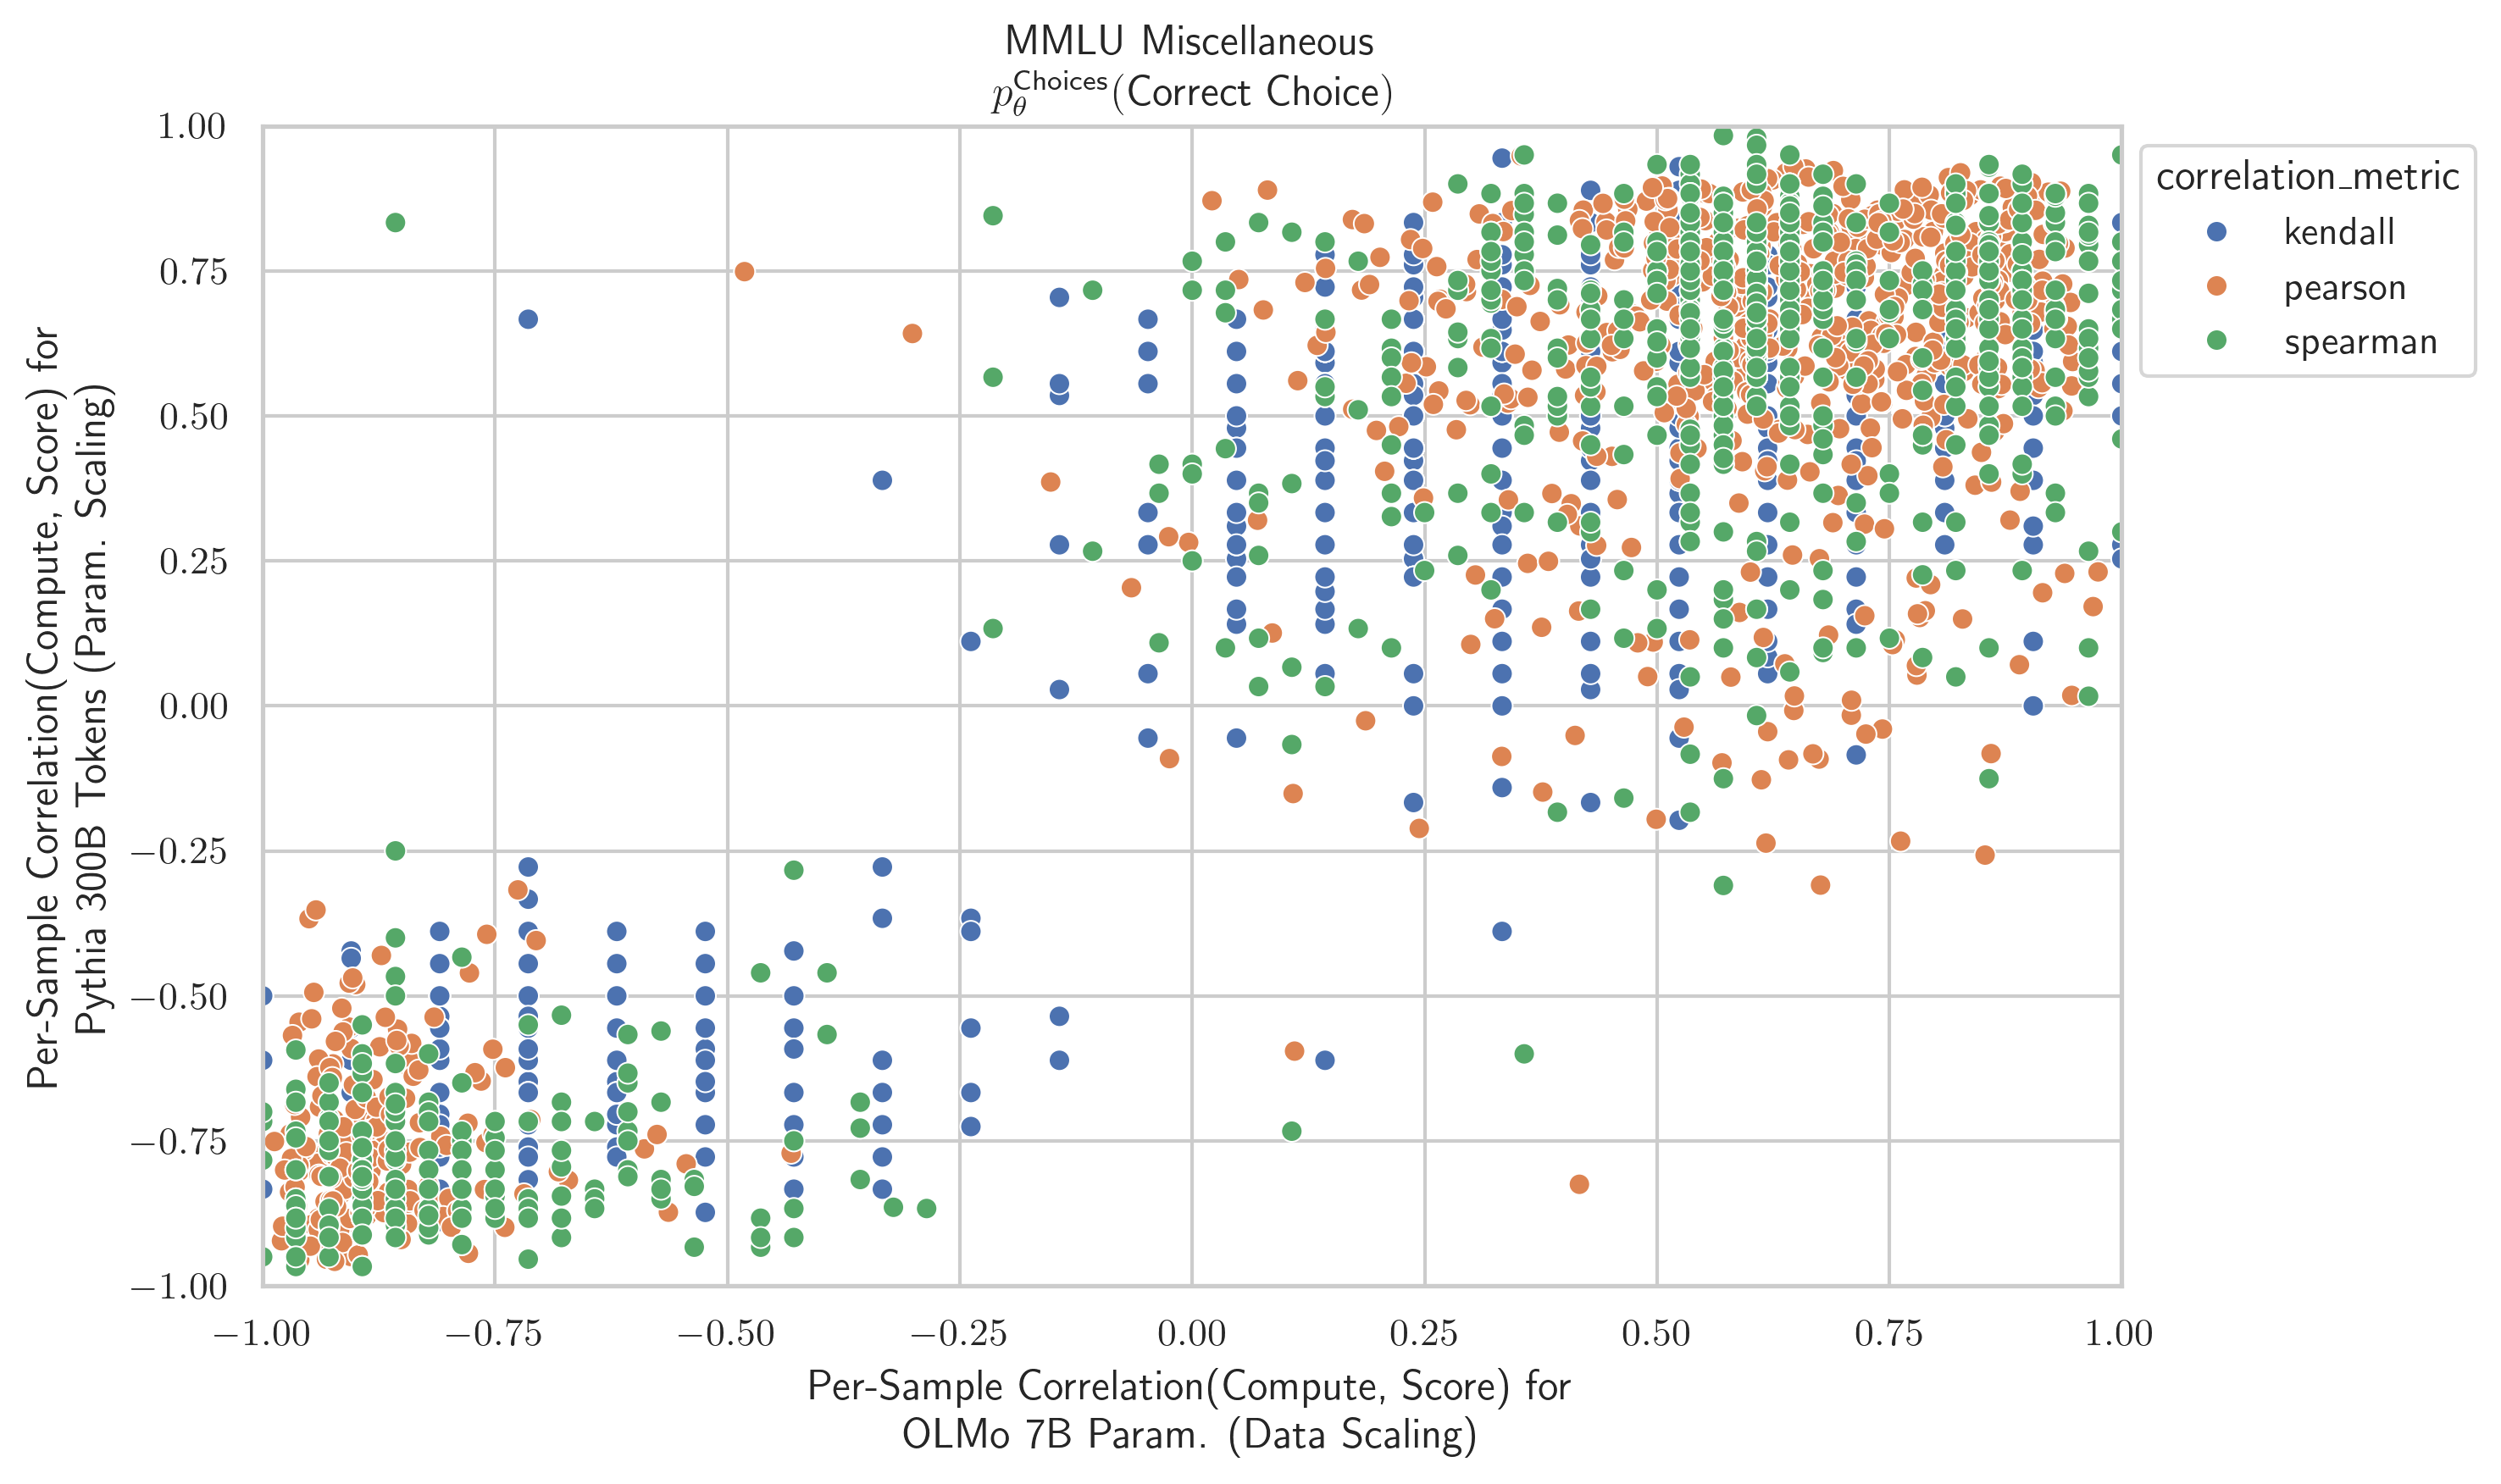 MMLU Miscellaneous
$p_{\theta}^{\text{Choices}}$(Correct Choice)
Per-Sample Correlation(Compute, Score) for
Pythia 300B Tokens (Param. Scaling)
1.00
0.75
0.50
0.25
0.00
−0.25
−0.50
−0.75
−1.00
−1.00 −0.75 −0.50 −0.25 0.00 0.25 0.50 0.75 1.00
Per-Sample Correlation(Compute, Score) for
OLMo 7B Param. (Data Scaling)
correlation_metric
kendall
pearson
spearman